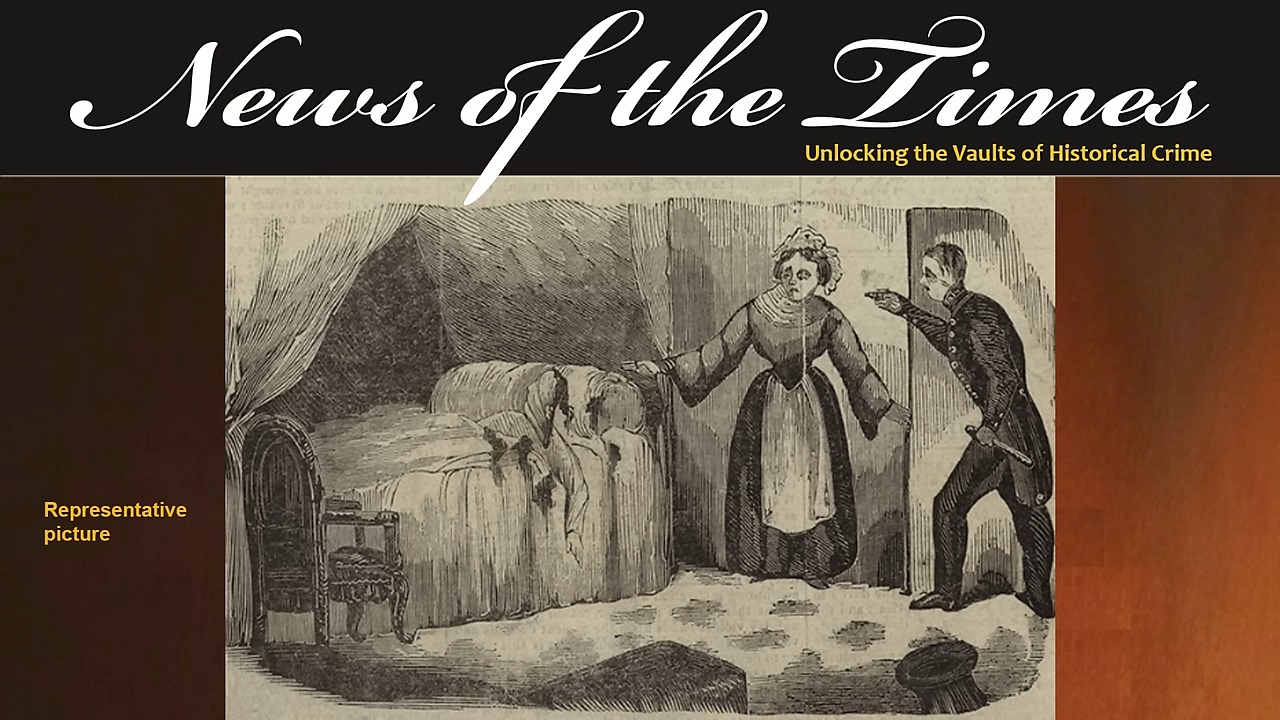 News of the Times
Unlocking the Vaults of Historical Crime
Representative
picture